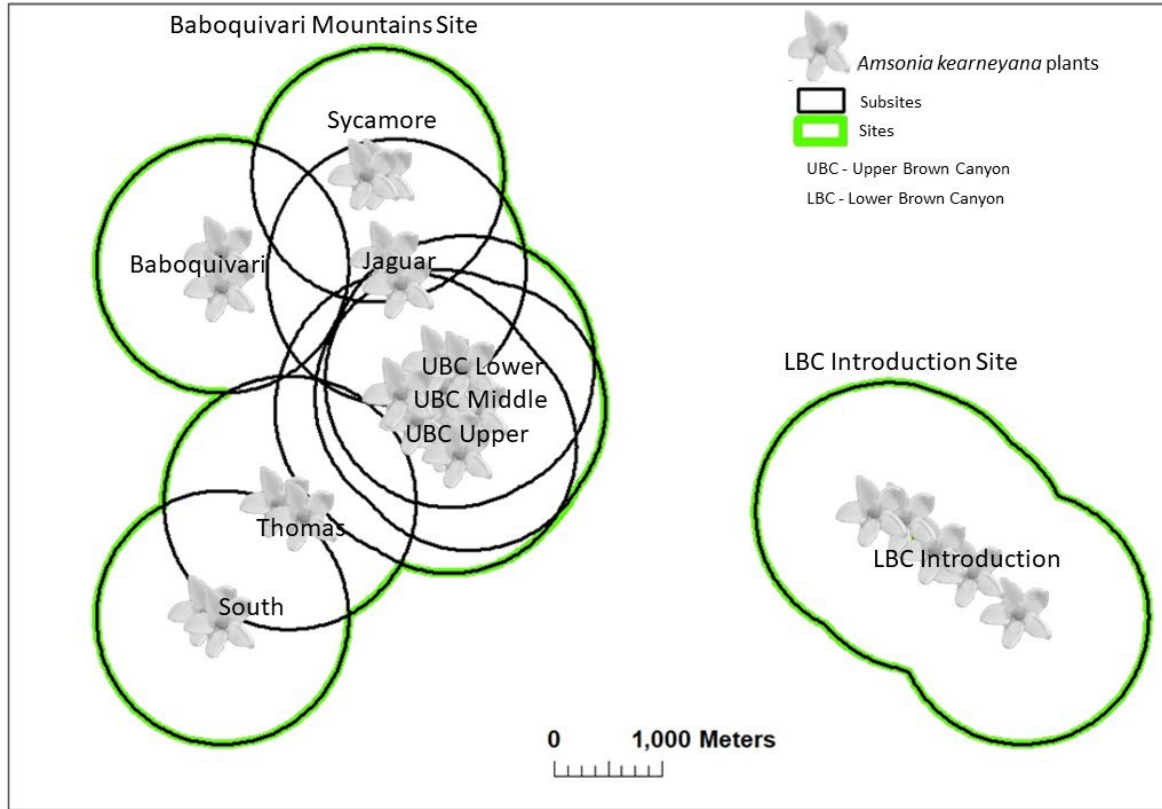 Baboquivari Mountains Site
Amsonia kearneyana plants
Subsites
Sites
UBC - Upper Brown Canyon
LBC - Lower Brown Canyon
Sycamore
Baboquivari
Jaguar
UBC Lower
UBC Middle
UBC Upper
Thomas
South
LBC Introduction Site
LBC Introduction
0 1,000 Meters